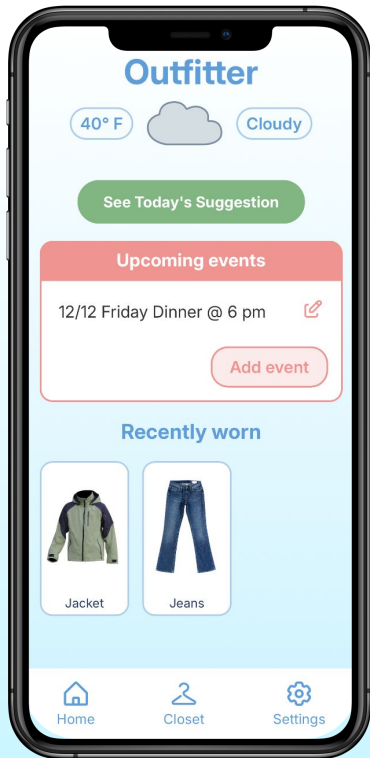 Outfitter
40° F
Cloudy
See Today's Suggestion
Upcoming events
12/12 Friday Dinner @ 6 pm
Add event
Recently worn
Jacket
Jeans
Home
Closet
Settings